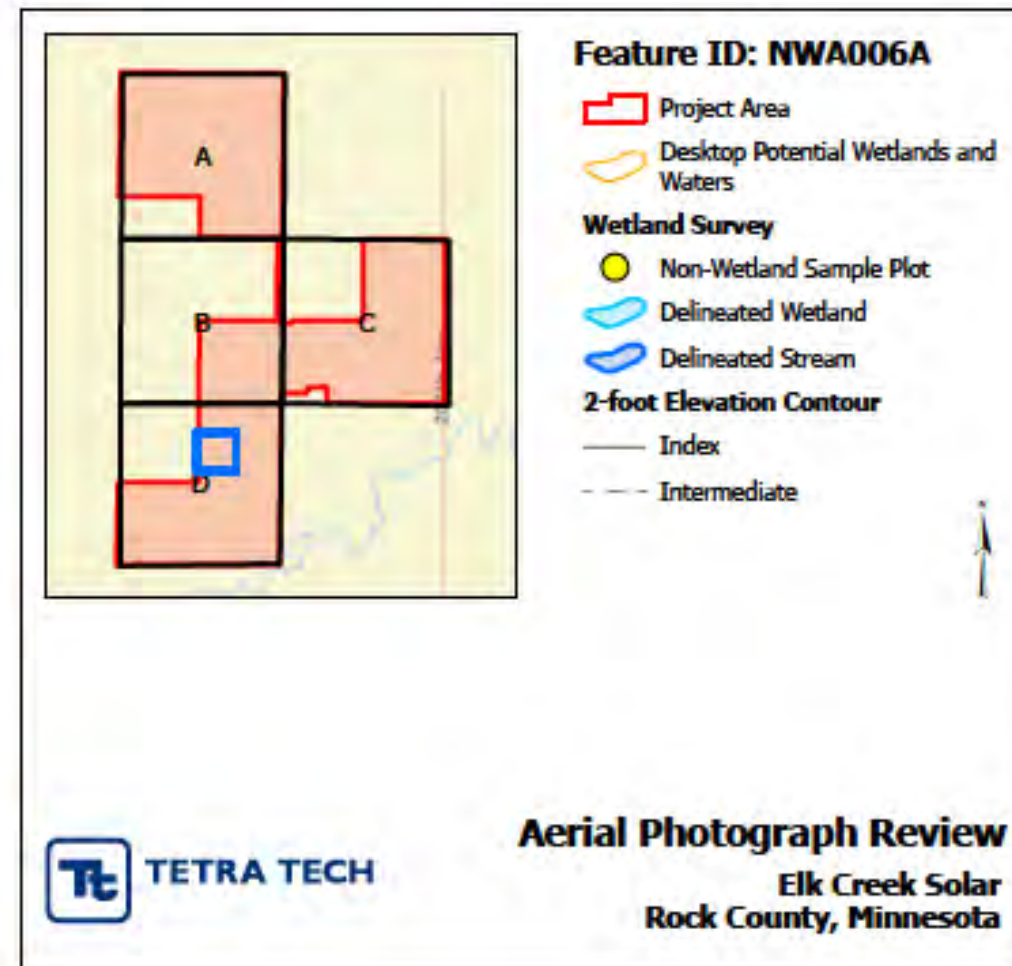 Feature ID: NWA006A
Project Area
Desktop Potential Wetlands and
Waters
Wetland Survey
Non-Wetland Sample Plot
Delineated Wetland
Delineated Stream
2-foot Elevation Contour
Index
Intermediate
A
B
C
D
Tt
TETRA TECH
Aerial Photograph Review
Elk Creek Solar
Rock County, Minnesota